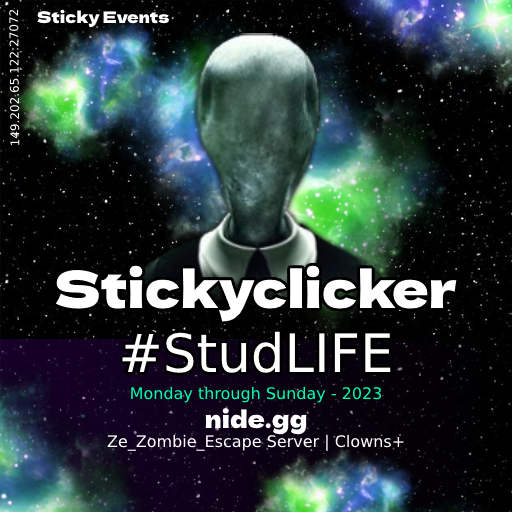 Sticky Events
149.202.65.122:27072
Stickyclicker
#StudLIFE
Monday through Sunday - 2023
nide.gg
Ze_Zombie_Escape Server | Clowns+